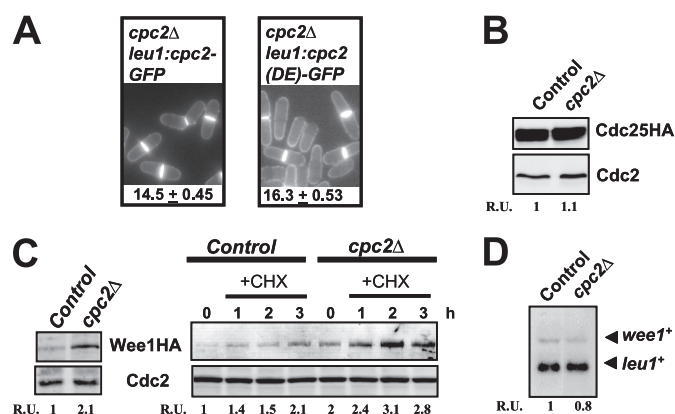 A
cpc2Δ
leu1:cpc2-
GFP
14.5 ± 0.45
cpc2Δ
leu1:cpc2
(DE)-GFP
16.3 ± 0.53
B
Control
cpc2Δ
Cdc25HA
Cdc2
R.U. 1 1.1
C
Control
cpc2Δ
Wee1HA
Cdc2
R.U. 1 2.1
Control cpc2Δ
+CHX +CHX
0 1 2 3 0 1 2 3 h
R.U. 1 1.4 1.5 2.1 2 2.4 3.1 2.8
D
Control
cpc2Δ
wee1⁺
leu1⁺
R.U. 1 0.8